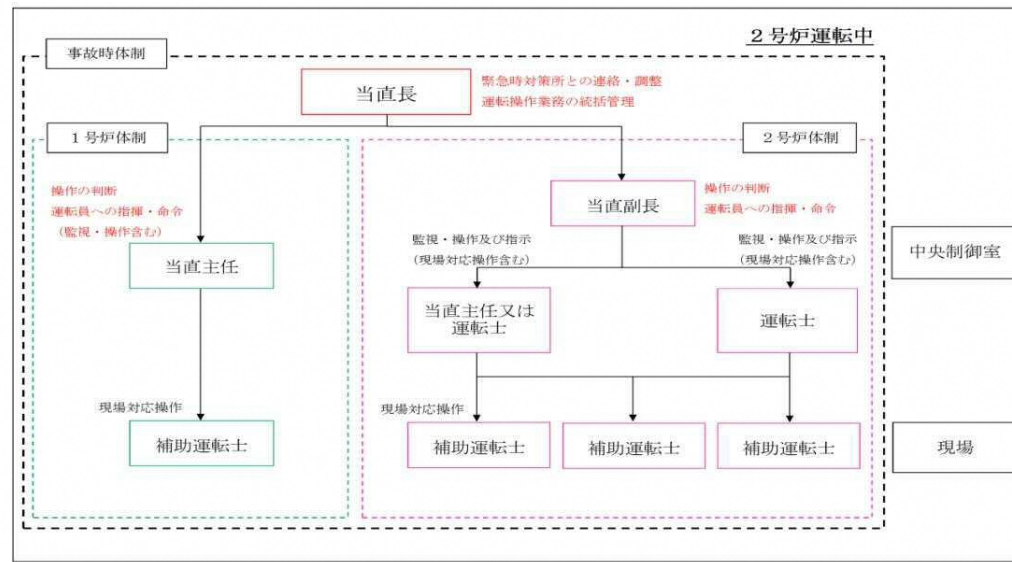 2号炉運転中
事故時体制
当直長
緊急時対策所との連絡・調整
運転操作業務の統括管理
1号炉体制
操作の判断
運転員への指揮・命令
(監視・操作含む)
当直主任
現場対応操作
補助運転士
2号炉体制
当直副長
操作の判断
運転員への指揮・命令
監視・操作及び指示
(現場対応操作含む)
監視・操作及び指示
(現場対応操作含む)
当直主任又は
運転士
運転士
現場対応操作
補助運転士
補助運転士
補助運転士
中央制御室
現場